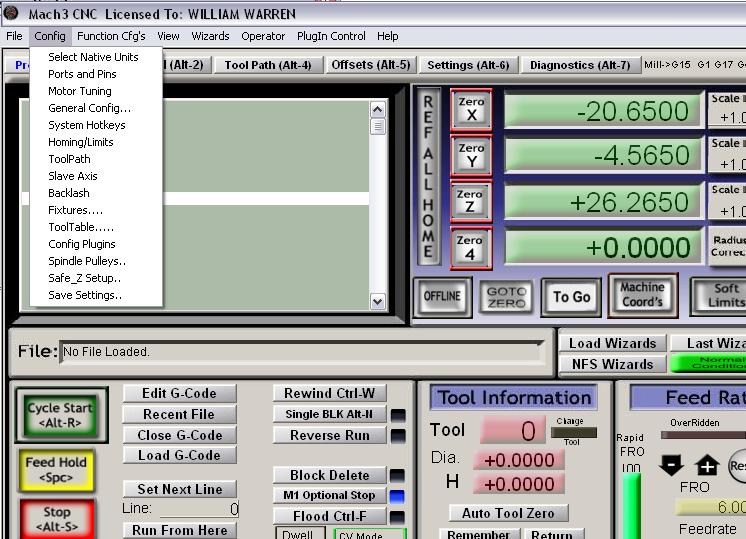 Mach3 CNC Licensed To: WILLIAM WARREN
File Config Function Cfg's View Wizards Operator PlugIn Control Help
Select Native Units
Ports and Pins
Motor Tuning
General Config...
System Hotkeys
Homing/Limits
ToolPath
Slave Axis
Backlash
Fixtures....
ToolTable.....
Config Plugins
Spindle Pulleys..
Safe_Z Setup..
Save Settings..
(Alt-2) Tool Path (Alt-4) Offsets (Alt-5) Settings (Alt-6) Diagnostics (Alt-7) Mill->G15 G1 G17
REF ALL HOME
Zero X -20.6500 Scale +1.0
Zero Y -4.5650 Scale +1.0
Zero Z +26.2650 Scale +1.0
Zero 4 +0.0000 Radius Correc
OFFLINE GOTO ZERO To Go Machine Coord's Soft Limits
File: No File Loaded.
Load Wizards Last Wiza
NFS Wizards Normal Condition
Cycle Start <Alt-R>
Feed Hold <Spc>
Stop <Alt-S>
Edit G-Code
Recent File
Close G-Code
Load G-Code
Set Next Line
Line: 0
Run From Here
Rewind Ctrl-W
Single BLK Alt-N
Reverse Run
Block Delete
M1 Optional Stop
Flood Ctrl-F
Dwell CV Mode
Tool Information
Tool 0 Change Tool
Dia. +0.0000
H +0.0000
Auto Tool Zero
Remember Return
Feed Rat
OverRidden
Rapid FRO
100
FRO
6.00
Feedrate